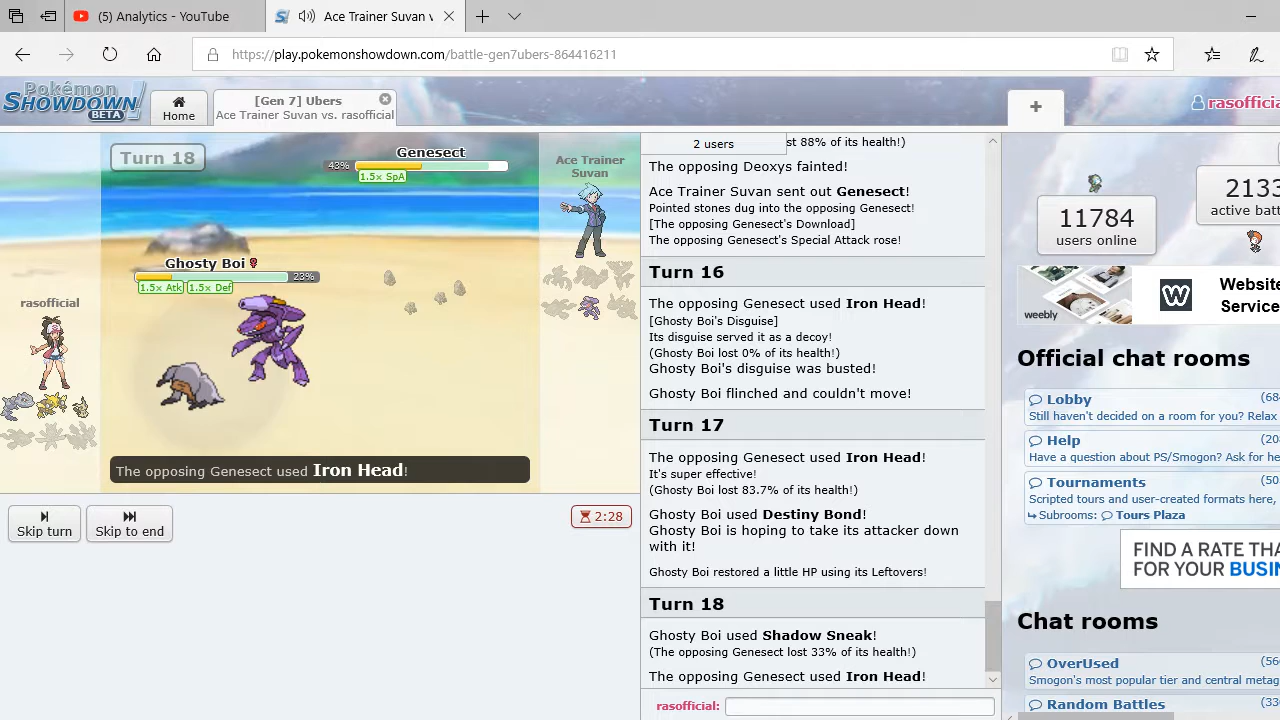 (5) Analytics - YouTube
Ace Trainer Suvan v
https://play.pokemonshowdown.com/battle-gen7ubers-864416211
Pokémon
SHOWDOWN!
BETA
Home
[Gen 7] Ubers
Ace Trainer Suvan vs. rasofficial
+
rasofficia
Turn 18
Genesect
43%
1.5× SpA
Ace Trainer
Suvan
Ghosty Boi
23%
1.5× Atk 1.5× Def
rasofficial
The opposing Genesect used Iron Head!
Skip turn
Skip to end
2:28
2 users
st 88% of its health!)
The opposing Deoxys fainted!
Ace Trainer Suvan sent out Genesect!
Pointed stones dug into the opposing Genesect!
[The opposing Genesect's Download]
The opposing Genesect's Special Attack rose!
Turn 16
The opposing Genesect used Iron Head!
[Ghosty Boi's Disguise]
Its disguise served it as a decoy!
(Ghosty Boi lost 0% of its health!)
Ghosty Boi's disguise was busted!
Ghosty Boi flinched and couldn't move!
Turn 17
The opposing Genesect used Iron Head!
It's super effective!
(Ghosty Boi lost 83.7% of its health!)
Ghosty Boi used Destiny Bond!
Ghosty Boi is hoping to take its attacker down
with it!
Ghosty Boi restored a little HP using its Leftovers!
Turn 18
Ghosty Boi used Shadow Sneak!
(The opposing Genesect lost 33% of its health!)
The opposing Genesect used Iron Head!
rasofficial:
11784
users online
2133
active batt
weebly
W
Website
Service
Official chat rooms
Lobby
(684
Still haven't decided on a room for you? Relax
Help
(208
Have a question about PS/Smogon? Ask for he
Tournaments
(505
Scripted tours and user-created formats here,
Subrooms: Tours Plaza
FIND A RATE THA
FOR YOUR BUSIN
Chat rooms
OverUsed
(566
Smogon's most popular tier and central metag
Random Battles
(33